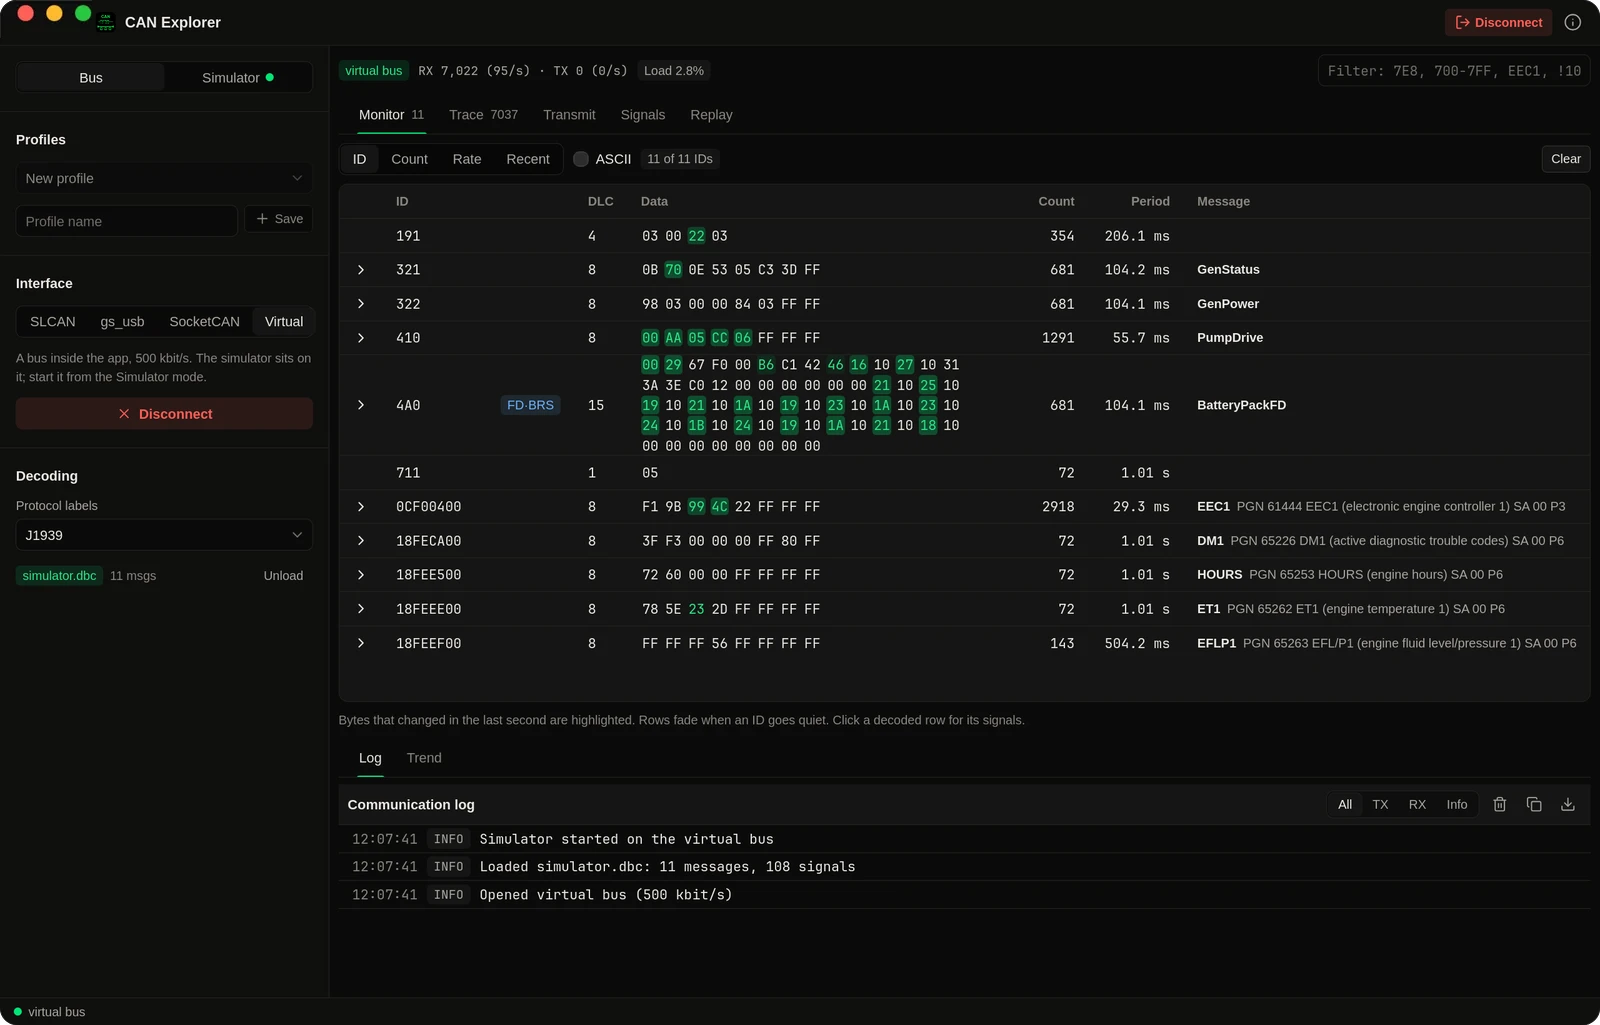 CAN Explorer
Disconnect
Bus
Simulator
Profiles
New profile
Profile name
Save
Interface
SLCAN gs_usb SocketCAN Virtual
A bus inside the app, 500 kbit/s. The simulator sits on
it; start it from the Simulator mode.
Disconnect
Decoding
Protocol labels
J1939
simulator.dbc 11 msgs Unload
virtual bus RX 7,022 (95/s) · TX 0 (0/s) Load 2.8%
Filter: 7E8, 700-7FF, EEC1, !10
Monitor 11 Trace 7037 Transmit Signals Replay
ID Count Rate Recent ASCII 11 of 11 IDs Clear
ID DLC Data Count Period Message
191 4 03 00 22 03 354 206.1 ms
321 8 0B 70 0E 53 05 C3 3D FF 681 104.2 ms GenStatus
322 8 98 03 00 00 84 03 FF FF 681 104.1 ms GenPower
410 8 00 AA 05 CC 06 FF FF FF 1291 55.7 ms PumpDrive
00 29 67 F0 00 B6 C1 42 46 16 10 27 10 31
3A 3E C0 12 00 00 00 00 00 00 21 10 25 10
4A0 FD·BRS 15 19 10 21 10 1A 10 19 10 23 10 1A 10 23 10 681 104.1 ms BatteryPackFD
24 10 1B 10 24 10 19 10 1A 10 21 10 18 10
00 00 00 00 00 00 00 00
711 1 05 72 1.01 s
0CF00400 8 F1 9B 99 4C 22 FF FF FF 2918 29.3 ms EEC1 PGN 61444 EEC1 (electronic engine controller 1) SA 00 P3
18FECA00 8 3F F3 00 00 00 FF 80 FF 72 1.01 s DM1 PGN 65226 DM1 (active diagnostic trouble codes) SA 00 P6
18FEE500 8 72 60 00 00 FF FF FF FF 72 1.01 s HOURS PGN 65253 HOURS (engine hours) SA 00 P6
18FEEE00 8 78 5E 23 2D FF FF FF FF 72 1.01 s ET1 PGN 65262 ET1 (engine temperature 1) SA 00 P6
18FEEF00 8 FF FF FF 56 FF FF FF FF 143 504.2 ms EFLP1 PGN 65263 EFL/P1 (engine fluid level/pressure 1) SA 00 P6
Bytes that changed in the last second are highlighted. Rows fade when an ID goes quiet. Click a decoded row for its signals.
Log Trend
Communication log All TX RX Info
12:07:41 INFO Simulator started on the virtual bus
12:07:41 INFO Loaded simulator.dbc: 11 messages, 108 signals
12:07:41 INFO Opened virtual bus (500 kbit/s)
virtual bus